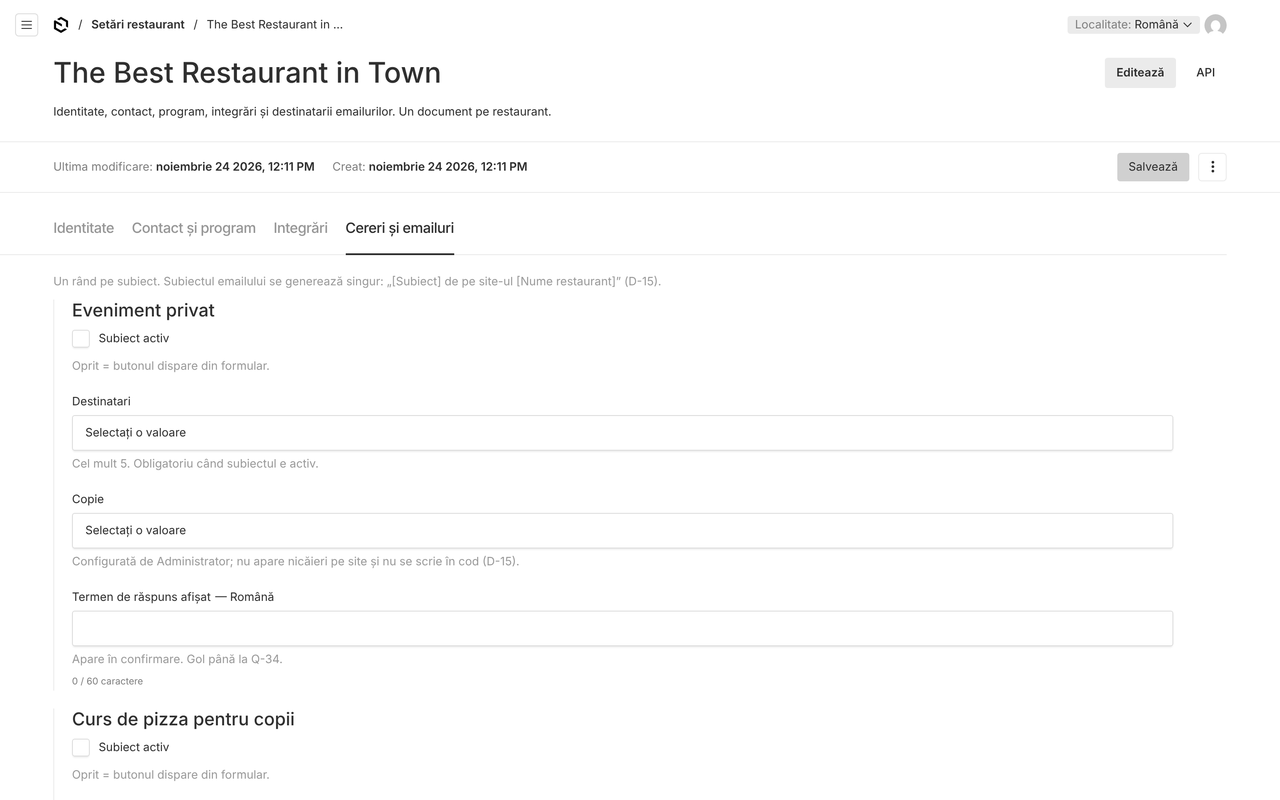 / Setări restaurant / The Best Restaurant in ...
Localitate: Română
The Best Restaurant in Town
Editează API
Identitate, contact, program, integrări și destinatarii emailurilor. Un document pe restaurant.
Ultima modificare: noiembrie 24 2026, 12:11 PM Creat: noiembrie 24 2026, 12:11 PM
Salvează
Identitate Contact și program Integrări Cereri și emailuri
Un rând pe subiect. Subiectul emailului se generează singur: „[Subiect] de pe site-ul [Nume restaurant]” (D-15).
Eveniment privat
Subiect activ
Oprit = butonul dispare din formular.
Destinatari
Selectați o valoare
Cel mult 5. Obligatoriu când subiectul e activ.
Copie
Selectați o valoare
Configurată de Administrator; nu apare nicăieri pe site și nu se scrie în cod (D-15).
Termen de răspuns afișat — Română
Apare în confirmare. Gol până la Q-34.
0 / 60 caractere
Curs de pizza pentru copii
Subiect activ
Oprit = butonul dispare din formular.